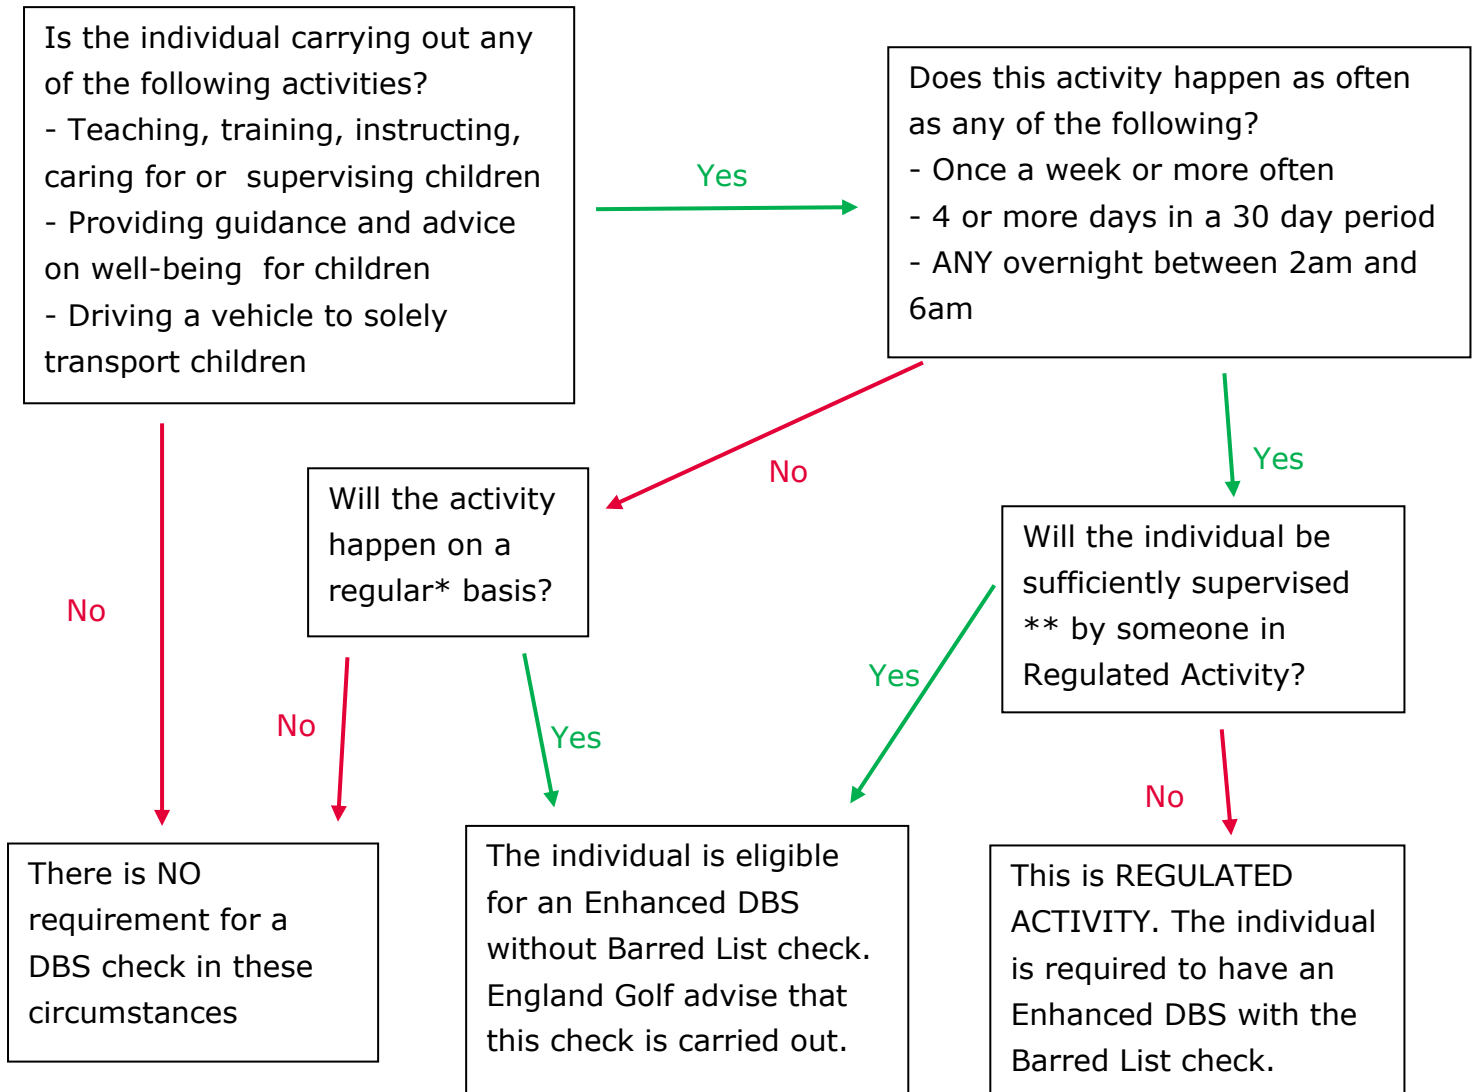 Is the individual carrying out any
of the following activities?
- Teaching, training, instructing,
caring for or  supervising children
- Providing guidance and advice
on well-being  for children
- Driving a vehicle to solely
transport children
Yes
Does this activity happen as often
as any of the following?
- Once a week or more often
- 4 or more days in a 30 day period
- ANY overnight between 2am and
6am
No
No
Yes
Will the activity
happen on a
regular* basis?
Will the individual be
sufficiently supervised
** by someone in
Regulated Activity?
No
Yes
Yes
No
There is NO
requirement for a
DBS check in these
circumstances
The individual is eligible
for an Enhanced DBS
without Barred List check.
England Golf advise that
this check is carried out.
This is REGULATED
ACTIVITY. The individual
is required to have an
Enhanced DBS with the
Barred List check.